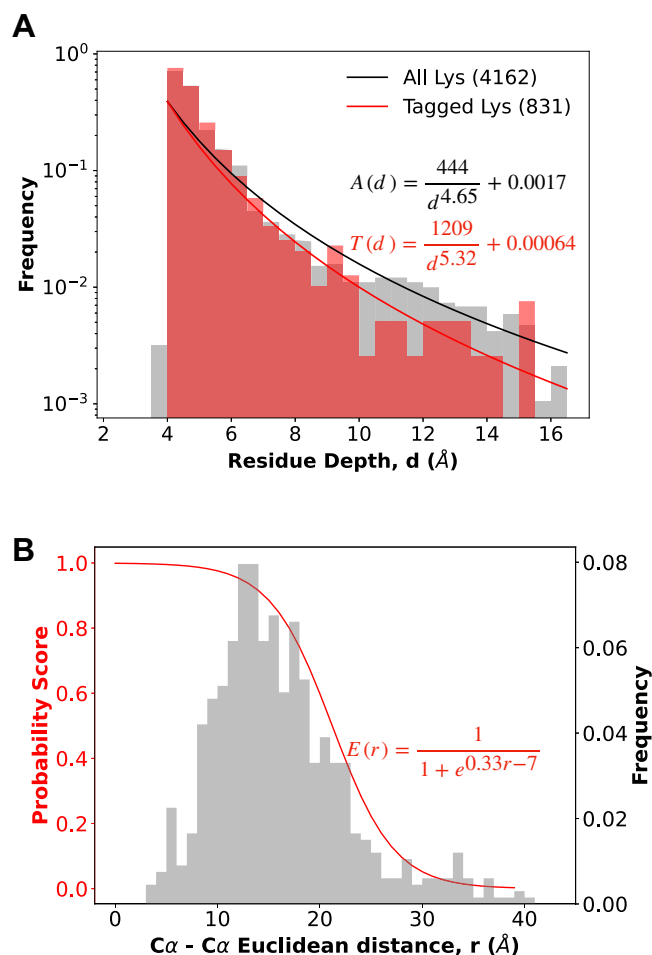 A
10⁰
10⁻¹
10⁻²
10⁻³
Frequency
All Lys (4162)
Tagged Lys (831)
A(d) = 444/d^4.65 + 0.0017
T(d) = 1209/d^5.32 + 0.00064
2 4 6 8 10 12 14 16
Residue Depth, d (Å)
B
1.0
0.8
0.6
0.4
0.2
0.0
Probability Score
E(r) = 1/(1 + e^(0.33r−7))
0.08
0.06
0.04
0.02
0.00
Frequency
0 10 20 30 40
Cα - Cα Euclidean distance, r (Å)